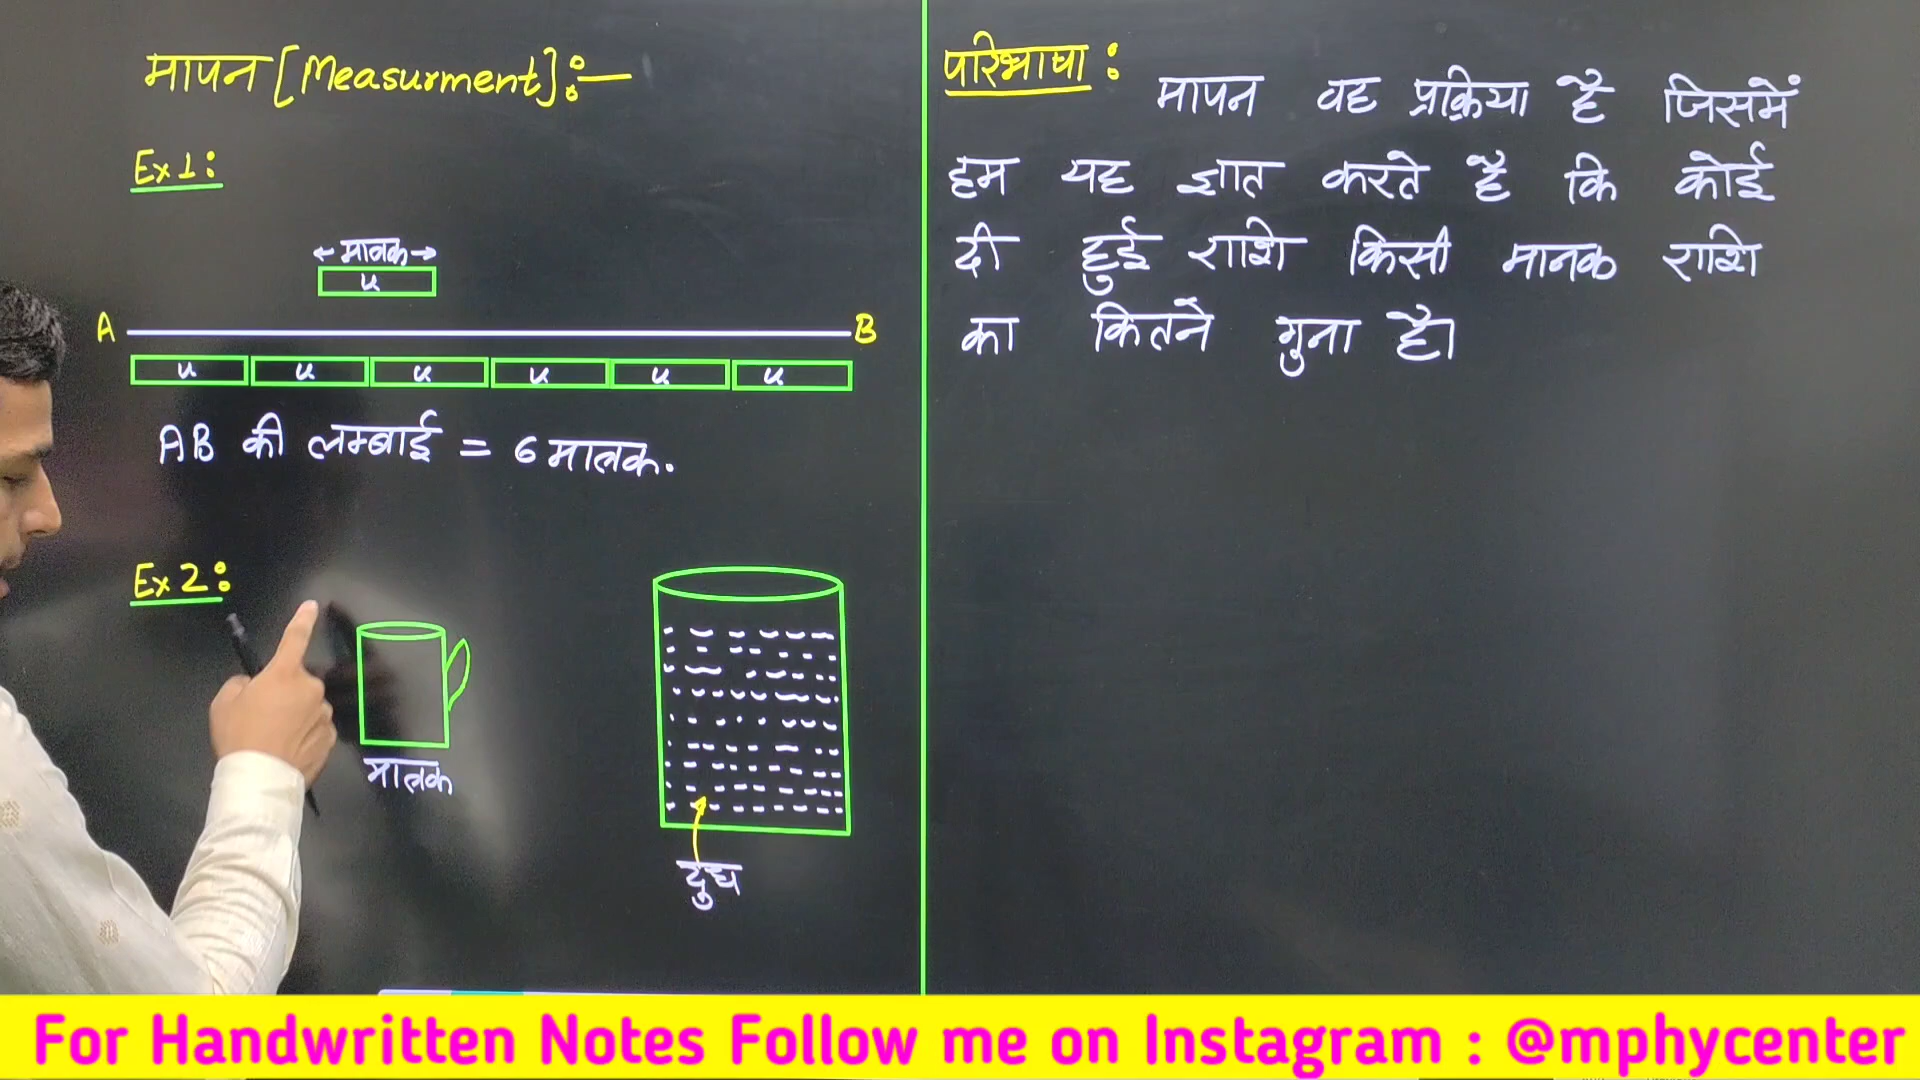 मापन [Measurment]:—
Ex 1:
← मानक →
u
A B
u u u u u u
AB की लम्बाई = 6 मानक.
Ex 2:
मानक
दुध
परिभाषा :
मापन वह प्रक्रिया है जिसमें
हम यह ज्ञात करते है कि कोई
दी हुई राशि किसी मानक राशि
का कितने गुना है।
For Handwritten Notes Follow me on Instagram : @mphycenter